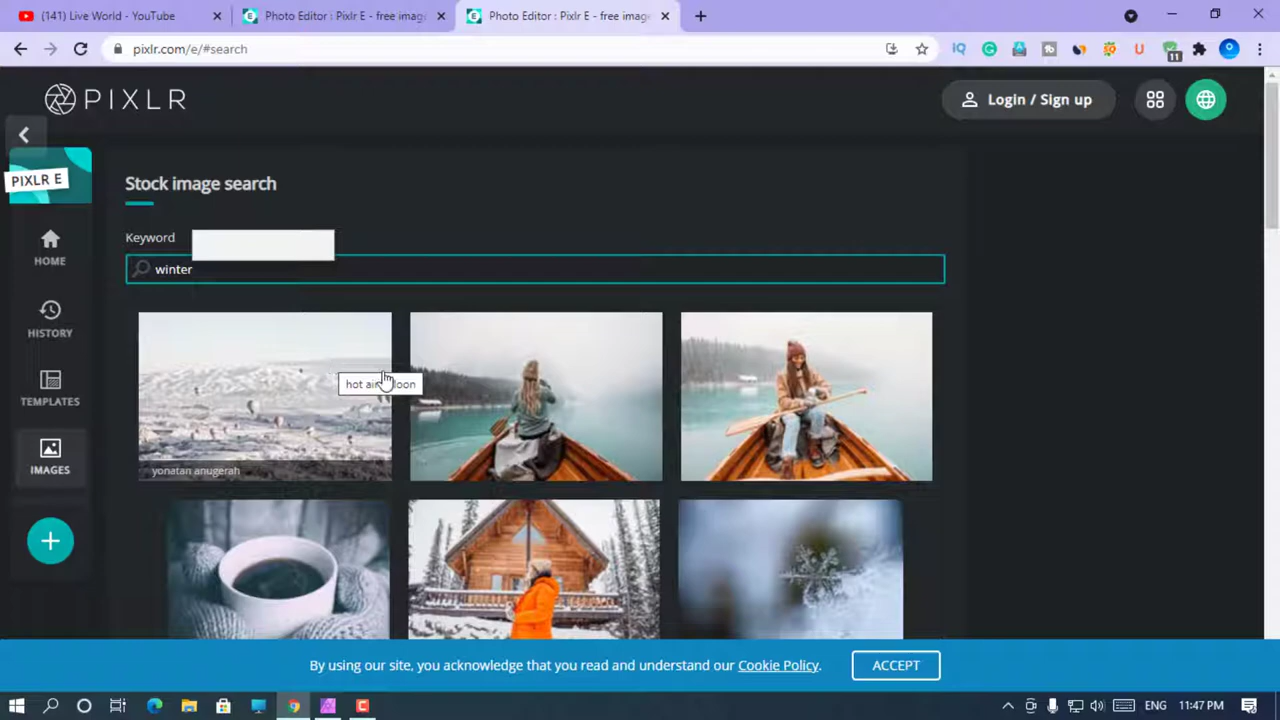 (141) Live World - YouTube
Photo Editor : Pixlr E - free imag
Photo Editor : Pixlr E - free imag
pixlr.com/e/#search
11
PIXLR
Login / Sign up
PIXLR E
HOME
HISTORY
TEMPLATES
IMAGES
Stock image search
Keyword
winter
hot air
yonatan anugerah
By using our site, you acknowledge that you read and understand our Cookie Policy.
ACCEPT
ENG
11:47 PM